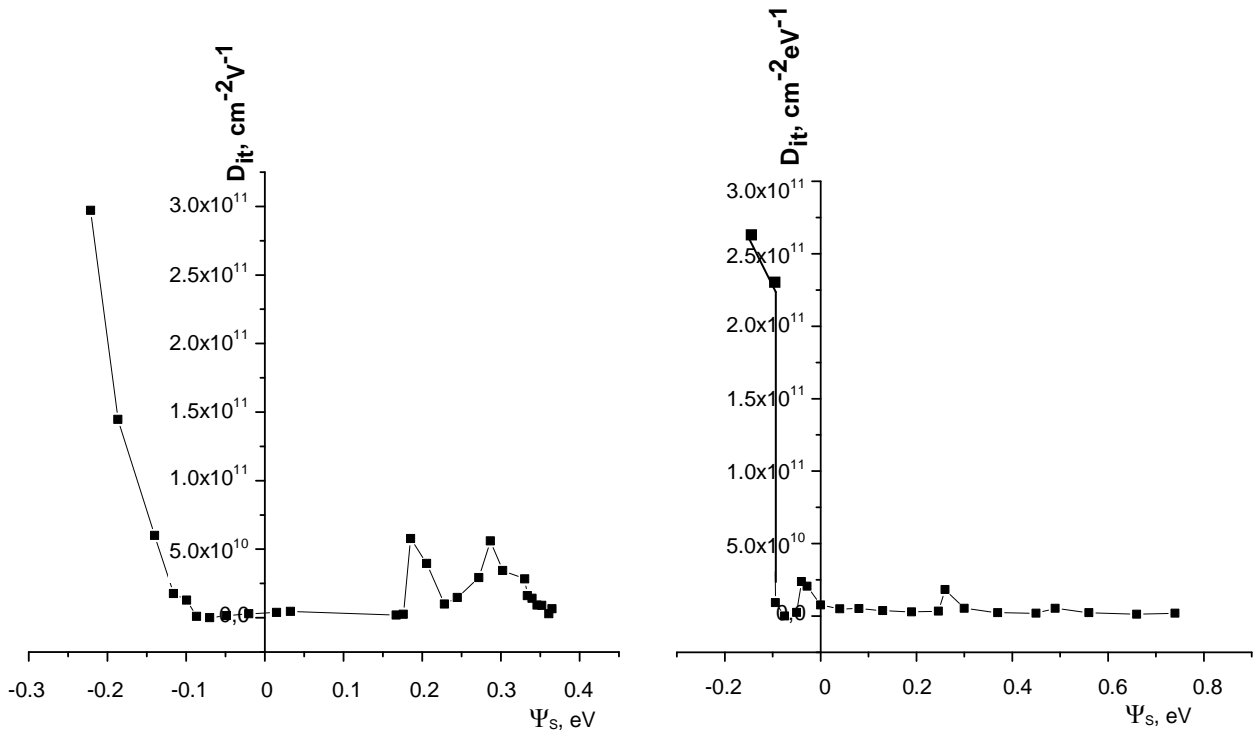 D_it, cm^-2V^-1
3.0x10^11
2.5x10^11
2.0x10^11
1.5x10^11
1.0x10^11
5.0x10^10
0,0
-0.3 -0.2 -0.1 0 0.1 0.2 0.3 0.4
Ψ_s, eV
D_it, cm^-2eV^-1
3.0x10^11
2.5x10^11
2.0x10^11
1.5x10^11
1.0x10^11
5.0x10^10
0,0
-0.2 0 0.2 0.4 0.6 0.8
Ψ_s, eV